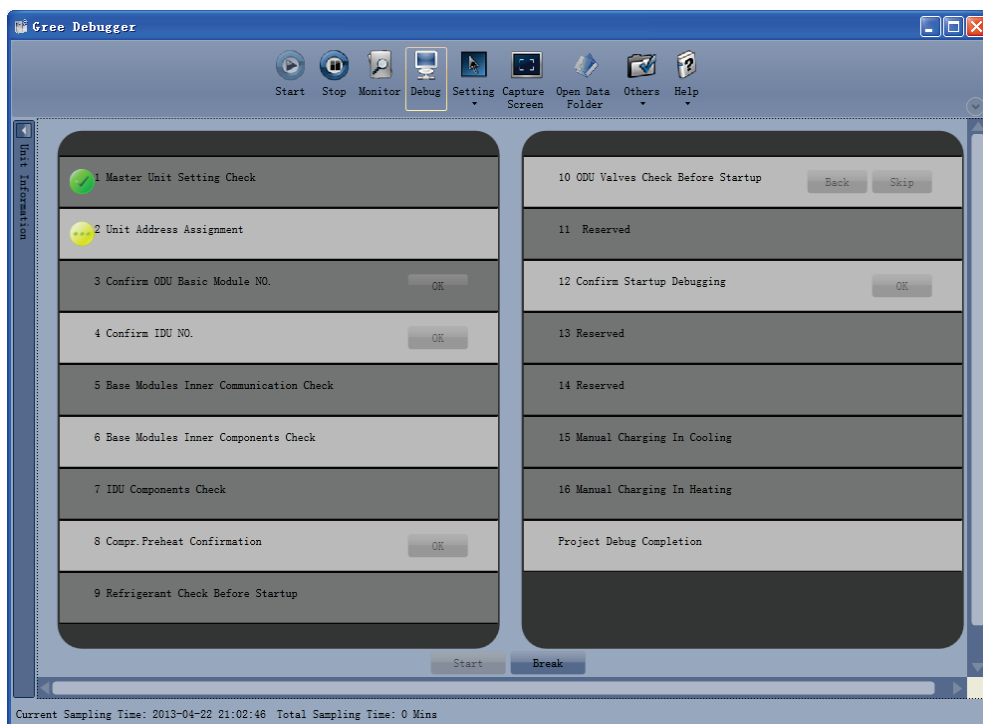 Gree Debugger
Start Stop Monitor Debug Setting Capture Screen Open Data Folder Others Help
Unit Information
1 Master Unit Setting Check
2 Unit Address Assignment
3 Confirm ODU Basic Module NO. OK
4 Confirm IDU NO. OK
5 Base Modules Inner Communication Check
6 Base Modules Inner Components Check
7 IDU Components Check
8 Compr.Preheat Confirmation OK
9 Refrigerant Check Before Startup
10 ODU Valves Check Before Startup Back Skip
11 Reserved
12 Confirm Startup Debugging OK
13 Reserved
14 Reserved
15 Manual Charging In Cooling
16 Manual Charging In Heating
Project Debug Completion
Start Break
Current Sampling Time: 2013-04-22 21:02:46 Total Sampling Time: 0 Mins